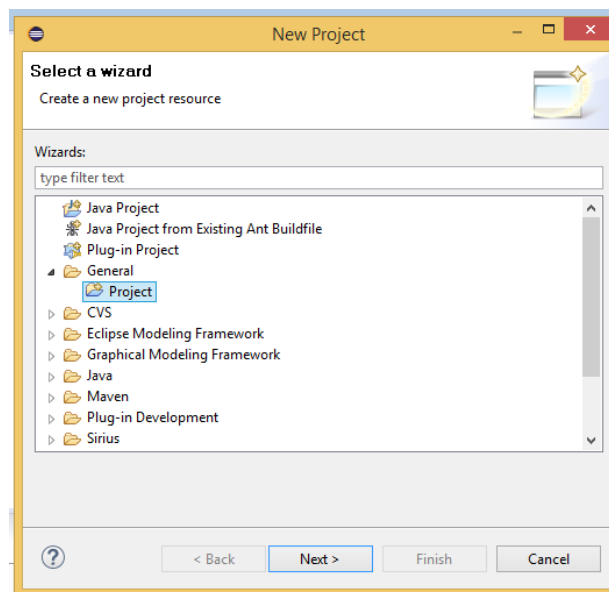 New Project
Select a wizard
Create a new project resource
Wizards:
type filter text
Java Project
Java Project from Existing Ant Buildfile
Plug-in Project
General
Project
CVS
Eclipse Modeling Framework
Graphical Modeling Framework
Java
Maven
Plug-in Development
Sirius
? < Back Next > Finish Cancel